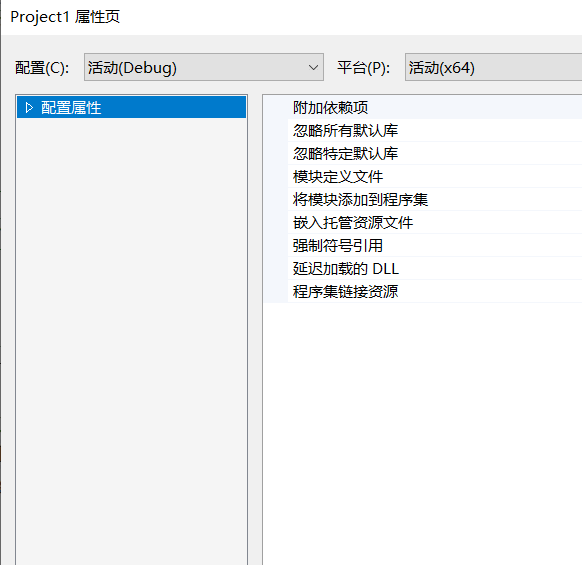 Project1 属性页
配置(C): 活动(Debug) 平台(P): 活动(x64)
配置属性
附加依赖项
忽略所有默认库
忽略特定默认库
模块定义文件
将模块添加到程序集
嵌入托管资源文件
强制符号引用
延迟加载的 DLL
程序集链接资源